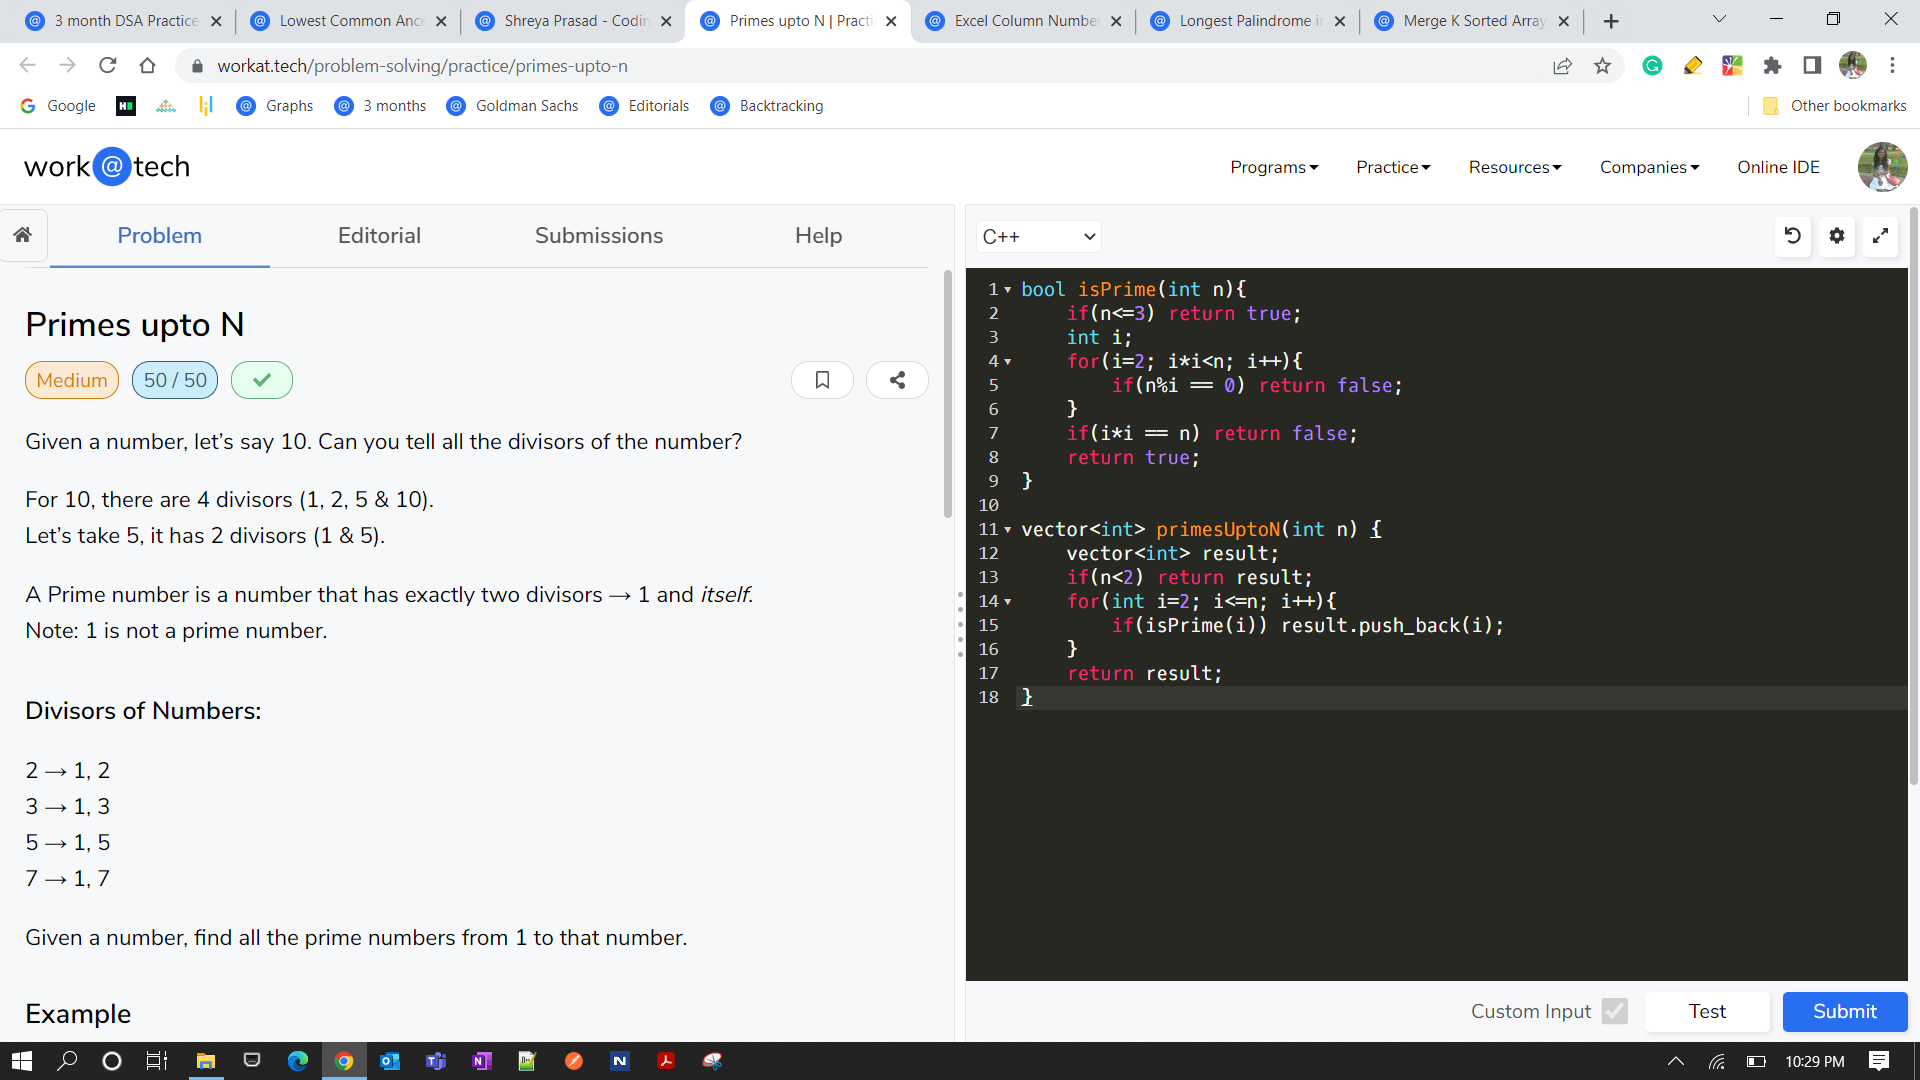 3 month DSA Practice
Lowest Common Ance
Shreya Prasad - Codin
Primes upto N | Practi
Excel Column Number
Longest Palindrome i
Merge K Sorted Array
workat.tech/problem-solving/practice/primes-upto-n
Google
Graphs
3 months
Goldman Sachs
Editorials
Backtracking
Other bookmarks
work@tech
Programs
Practice
Resources
Companies
Online IDE
Problem
Editorial
Submissions
Help
C++
Primes upto N
Medium
50 / 50
Given a number, let’s say 10. Can you tell all the divisors of the number?
For 10, there are 4 divisors (1, 2, 5 & 10).
Let’s take 5, it has 2 divisors (1 & 5).
A Prime number is a number that has exactly two divisors → 1 and itself.
Note: 1 is not a prime number.
Divisors of Numbers:
2 → 1, 2
3 → 1, 3
5 → 1, 5
7 → 1, 7
Given a number, find all the prime numbers from 1 to that number.
Example
1 bool isPrime(int n){
2 if(n<=3) return true;
3 int i;
4 for(i=2; i*i<n; i++){
5 if(n%i == 0) return false;
6 }
7 if(i*i == n) return false;
8 return true;
9 }
10
11 vector<int> primesUptoN(int n) {
12 vector<int> result;
13 if(n<2) return result;
14 for(int i=2; i<=n; i++){
15 if(isPrime(i)) result.push_back(i);
16 }
17 return result;
18 }
Custom Input
Test
Submit
10:29 PM